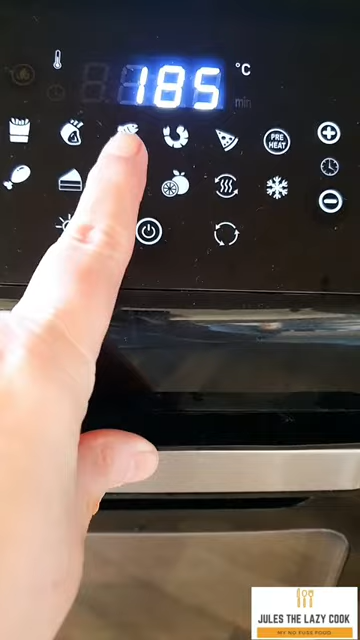 185 °C
min
PRE
HEAT
JULES THE LAZY COOK
MY NO FUSS FOOD